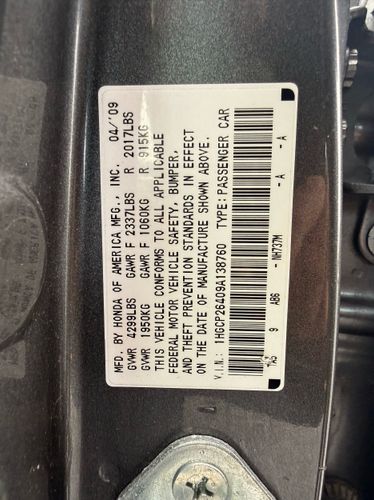 MFD. BY HONDA OF AMERICA MFG., INC. 04/'09
GVWR 4299LBS GAWR F 2337LBS R 2017LBS
GVWR 1950KG GAWR F 1060KG R 915KG
THIS VEHICLE CONFORMS TO ALL APPLICABLE
FEDERAL MOTOR VEHICLE SAFETY, BUMPER,
AND THEFT PREVENTION STANDARDS IN EFFECT
ON THE DATE OF MANUFACTURE SHOWN ABOVE.
V.I.N.: 1HGCP26409A138760 TYPE: PASSENGER CAR
9 AB6 -NH737M -A -A